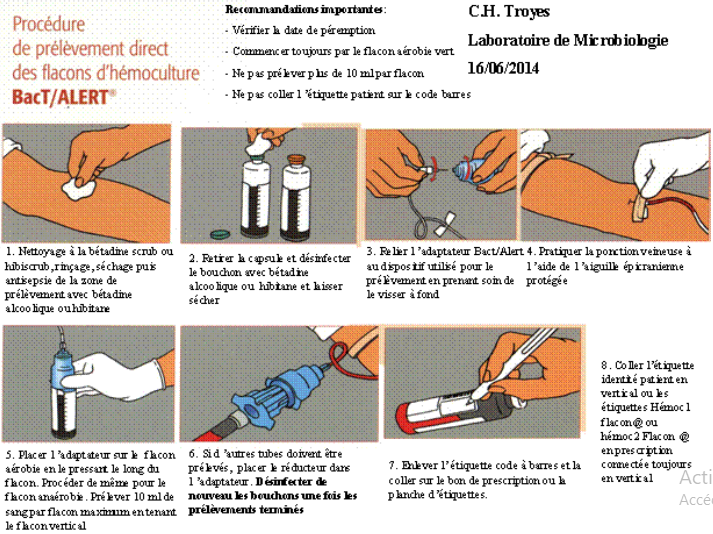 Procédure
de prélèvement direct
des flacons d'hémoculture
BacT/ALERT®
Recommandations importantes:
- Vérifier la date de péremption
- Commencer toujours par le flacon aérobie vert
- Ne pas prélever plus de 10 ml par flacon
- Ne pas coller l 'étiquette patient sur le code barres
C.H. Troyes
Laboratoire de Microbiologie
16/06/2014
1. Nettoyage à la bétadine scrub ou
hibiscrub, rinçage, séchage puis
antisepsie de la zone de
prélèvement avec bétadine
alcoolique ou hibitane
2. Retirer la capsule et désinfecter
le bouchon avec bétadine
alcoolique ou hibitane et laisser
sécher
3. Relier l 'adaptateur Bact/Alert
au dispositif utilisé pour le
prélèvement en prenant soin de
le visser à fond
4. Pratiquer la ponction veineuse à
l 'aide de l 'aiguille épicranienne
protégée
5. Placer l 'adaptateur sur le flacon
aérobie en le pressant le long du
flacon. Procéder de même pour le
flacon anaérobie. Prélever 10 ml de
sang par flacon maximum en tenant
le flacon vertical
6. Si d 'autres tubes doivent être
prélevés, placer le réducteur dans
l 'adaptateur. Désinfecter de
nouveau les bouchons une fois les
prélèvements terminés
7. Enlever l 'étiquette code à barres et la
coller sur le bon de prescription ou la
planche d 'étiquettes.
8. Coller l'étiquette
identité patient en
vertical ou les
étiquettes Hémoc1
flacon@ ou
hémoc2 Flacon @
en prescription
connectée toujours
en vertical
Acti
Accéd